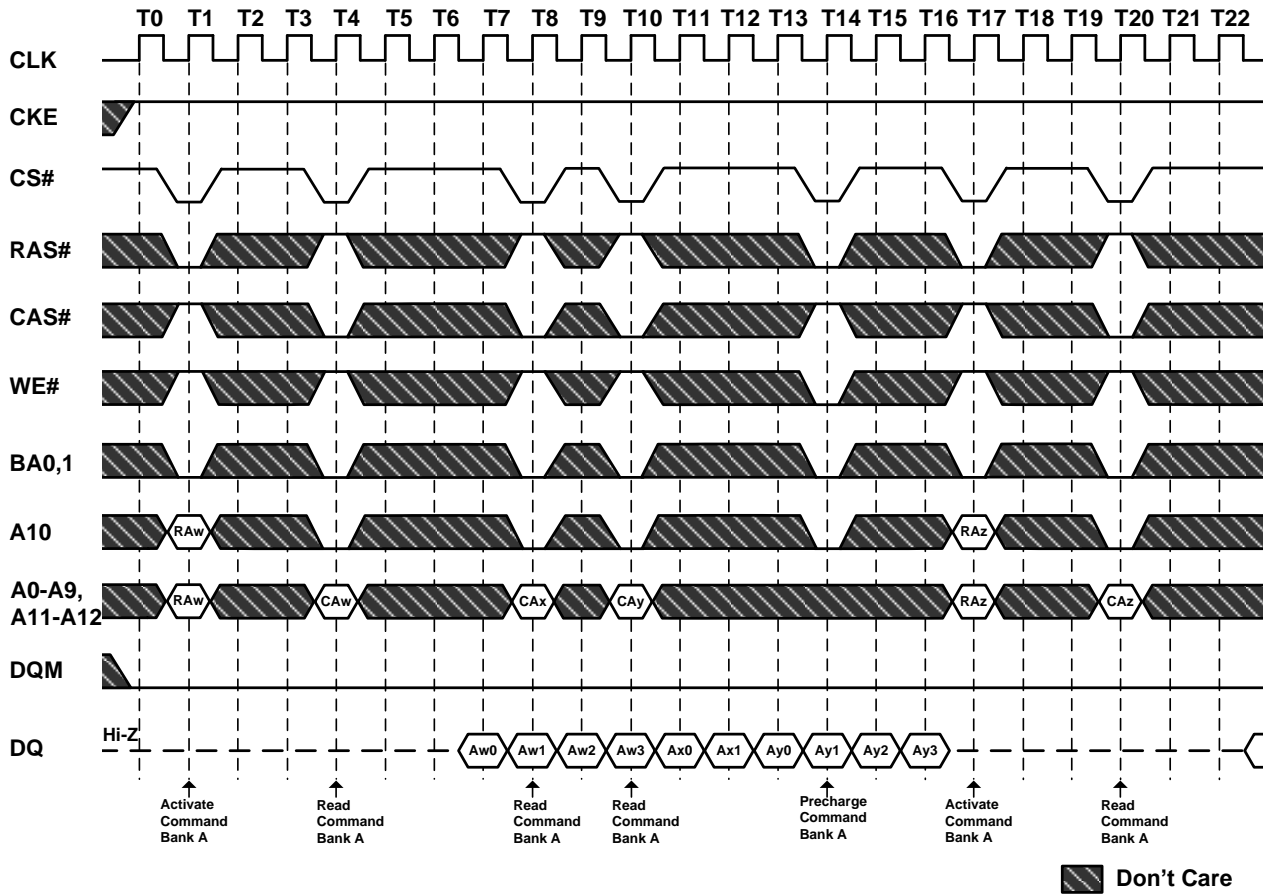 T0 T1 T2 T3 T4 T5 T6 T7 T8 T9 T10 T11 T12 T13 T14 T15 T16 T17 T18 T19 T20 T21 T22
CLK
CKE
CS#
RAS#
CAS#
WE#
BA0,1
A10
RAw RAz
A0-A9,
A11-A12
RAw CAw CAx CAy RAz CAz
DQM
DQ
Hi-Z
Aw0 Aw1 Aw2 Aw3 Ax0 Ax1 Ay0 Ay1 Ay2 Ay3
Activate
Command
Bank A
Read
Command
Bank A
Read
Command
Bank A
Read
Command
Bank A
Precharge
Command
Bank A
Activate
Command
Bank A
Read
Command
Bank A
Don't Care